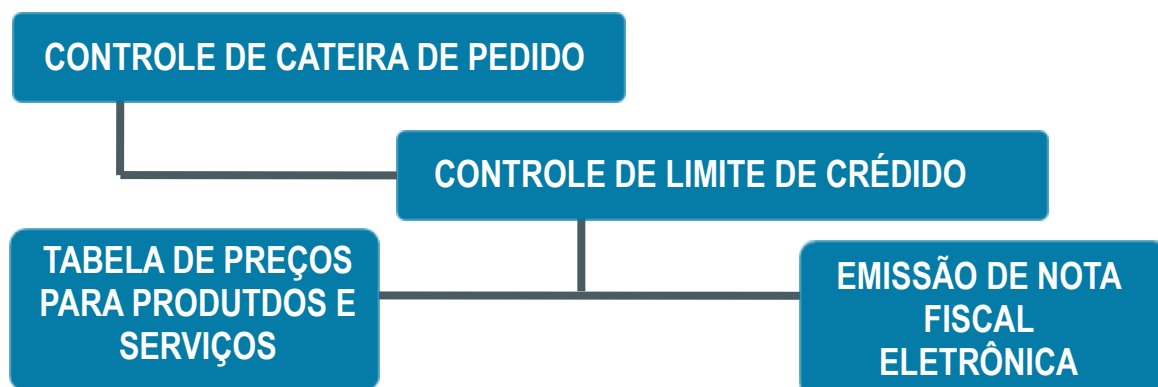 CONTROLE DE CATEIRA DE PEDIDO
CONTROLE DE LIMITE DE CRÉDIDO
TABELA DE PREÇOS
PARA PRODUTDOS E
SERVIÇOS
EMISSÃO DE NOTA
FISCAL
ELETRÔNICA